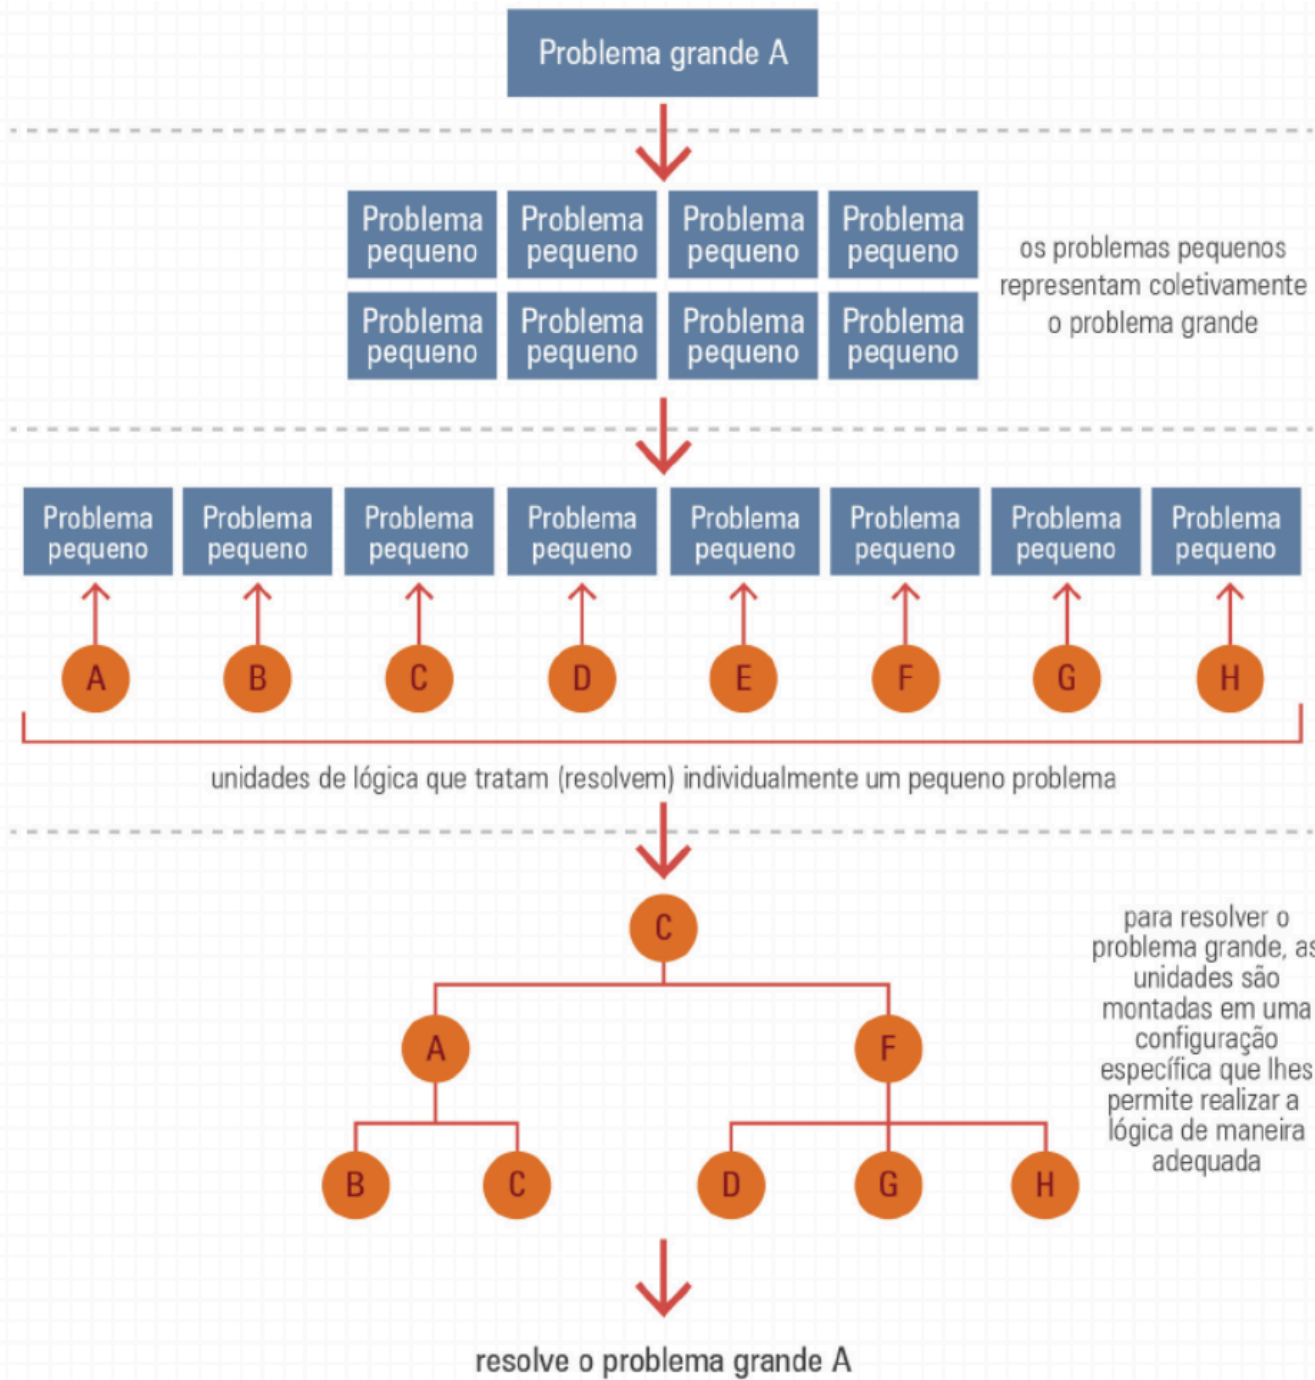 Problema grande A
Problema
pequeno
Problema
pequeno
Problema
pequeno
Problema
pequeno
Problema
pequeno
Problema
pequeno
Problema
pequeno
Problema
pequeno
os problemas pequenos
representam coletivamente
o problema grande
Problema
pequeno
Problema
pequeno
Problema
pequeno
Problema
pequeno
Problema
pequeno
Problema
pequeno
Problema
pequeno
Problema
pequeno
A
B
C
D
E
F
G
H
unidades de lógica que tratam (resolvem) individualmente um pequeno problema
C
A
F
B
C
D
G
H
para resolver o
problema grande, as
unidades são
montadas em uma
configuração
específica que lhes
permite realizar a
lógica de maneira
adequada
resolve o problema grande A